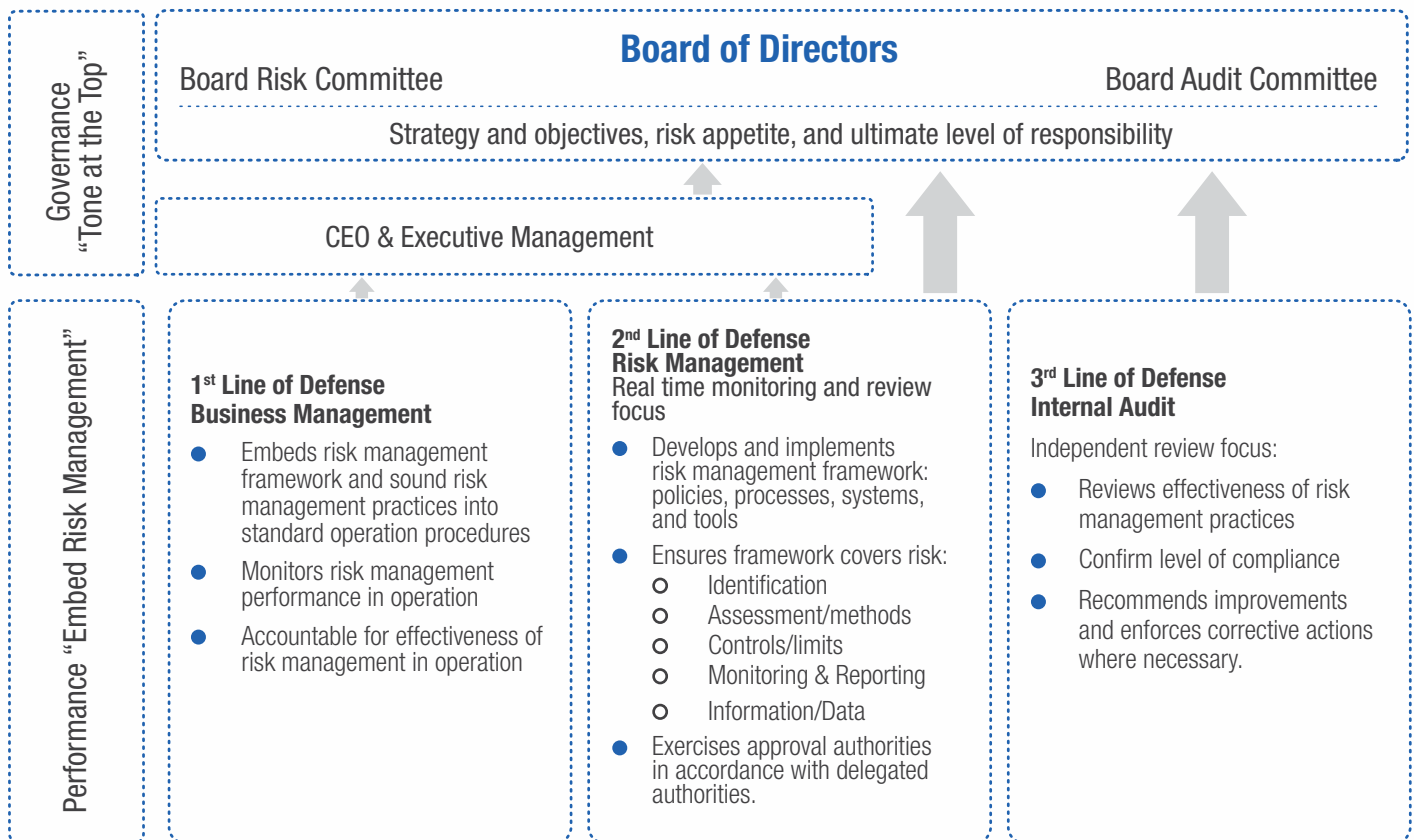 Governance
“Tone at the Top”
Board of Directors
Board Risk Committee
Board Audit Committee
Strategy and objectives, risk appetite, and ultimate level of responsibility
CEO & Executive Management
Performance “Embed Risk Management”
1st Line of Defense
Business Management
● Embeds risk management
framework and sound risk
management practices into
standard operation procedures
● Monitors risk management
performance in operation
● Accountable for effectiveness of
risk management in operation
2nd Line of Defense
Risk Management
Real time monitoring and review
focus
● Develops and implements
risk management framework:
policies, processes, systems,
and tools
● Ensures framework covers risk:
○ Identification
○ Assessment/methods
○ Controls/limits
○ Monitoring & Reporting
○ Information/Data
● Exercises approval authorities
in accordance with delegated
authorities.
3rd Line of Defense
Internal Audit
Independent review focus:
● Reviews effectiveness of risk
management practices
● Confirm level of compliance
● Recommends improvements
and enforces corrective actions
where necessary.